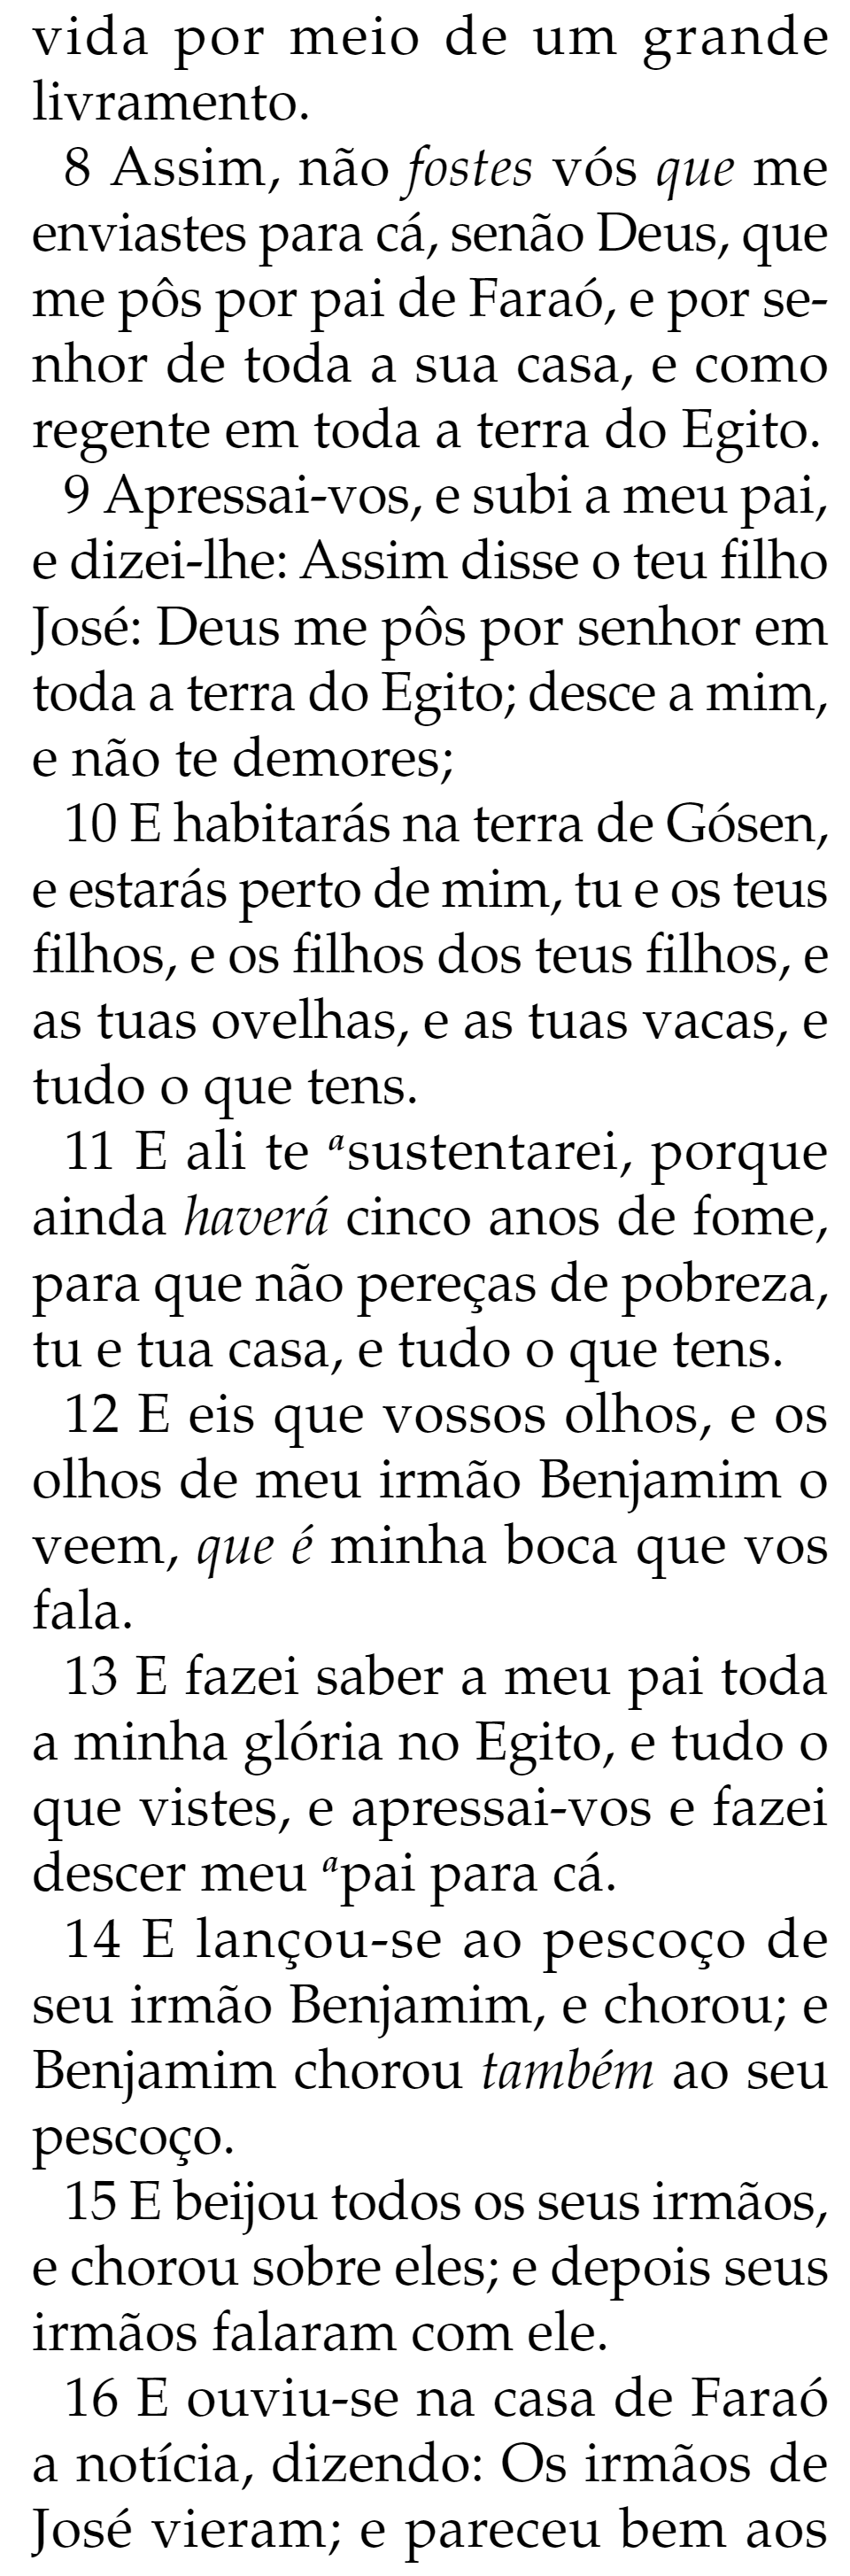 vida por meio de um grande
livramento.
8 Assim, não fostes vós que me
enviastes para cá, senão Deus, que
me pôs por pai de Faraó, e por se-
nhor de toda a sua casa, e como
regente em toda a terra do Egito.
9 Apressai-vos, e subi a meu pai,
e dizei-lhe: Assim disse o teu filho
José: Deus me pôs por senhor em
toda a terra do Egito; desce a mim,
e não te demores;
10 E habitarás na terra de Gósen,
e estarás perto de mim, tu e os teus
filhos, e os filhos dos teus filhos, e
as tuas ovelhas, e as tuas vacas, e
tudo o que tens.
11 E ali te ᵃsustentarei, porque
ainda haverá cinco anos de fome,
para que não pereças de pobreza,
tu e tua casa, e tudo o que tens.
12 E eis que vossos olhos, e os
olhos de meu irmão Benjamim o
veem, que é minha boca que vos
fala.
13 E fazei saber a meu pai toda
a minha glória no Egito, e tudo o
que vistes, e apressai-vos e fazei
descer meu ᵃpai para cá.
14 E lançou-se ao pescoço de
seu irmão Benjamim, e chorou; e
Benjamim chorou também ao seu
pescoço.
15 E beijou todos os seus irmãos,
e chorou sobre eles; e depois seus
irmãos falaram com ele.
16 E ouviu-se na casa de Faraó
a notícia, dizendo: Os irmãos de
José vieram; e pareceu bem aos